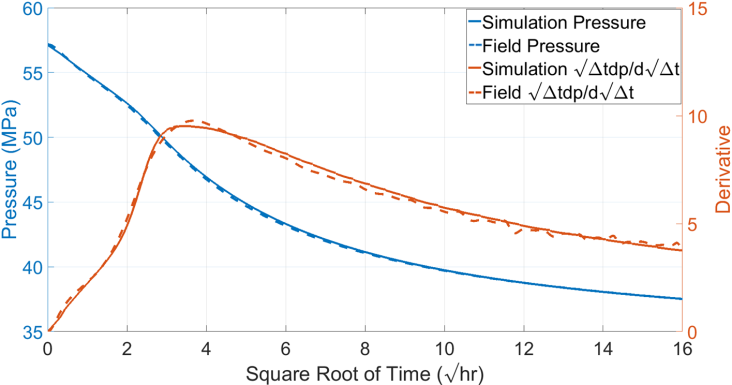 60
55
50
45
40
35
Pressure (MPa)
15
10
5
0
Derivative
Simulation Pressure
Field Pressure
Simulation √Δtdp/d√Δt
Field √Δtdp/d√Δt
0 2 4 6 8 10 12 14 16
Square Root of Time (√hr)